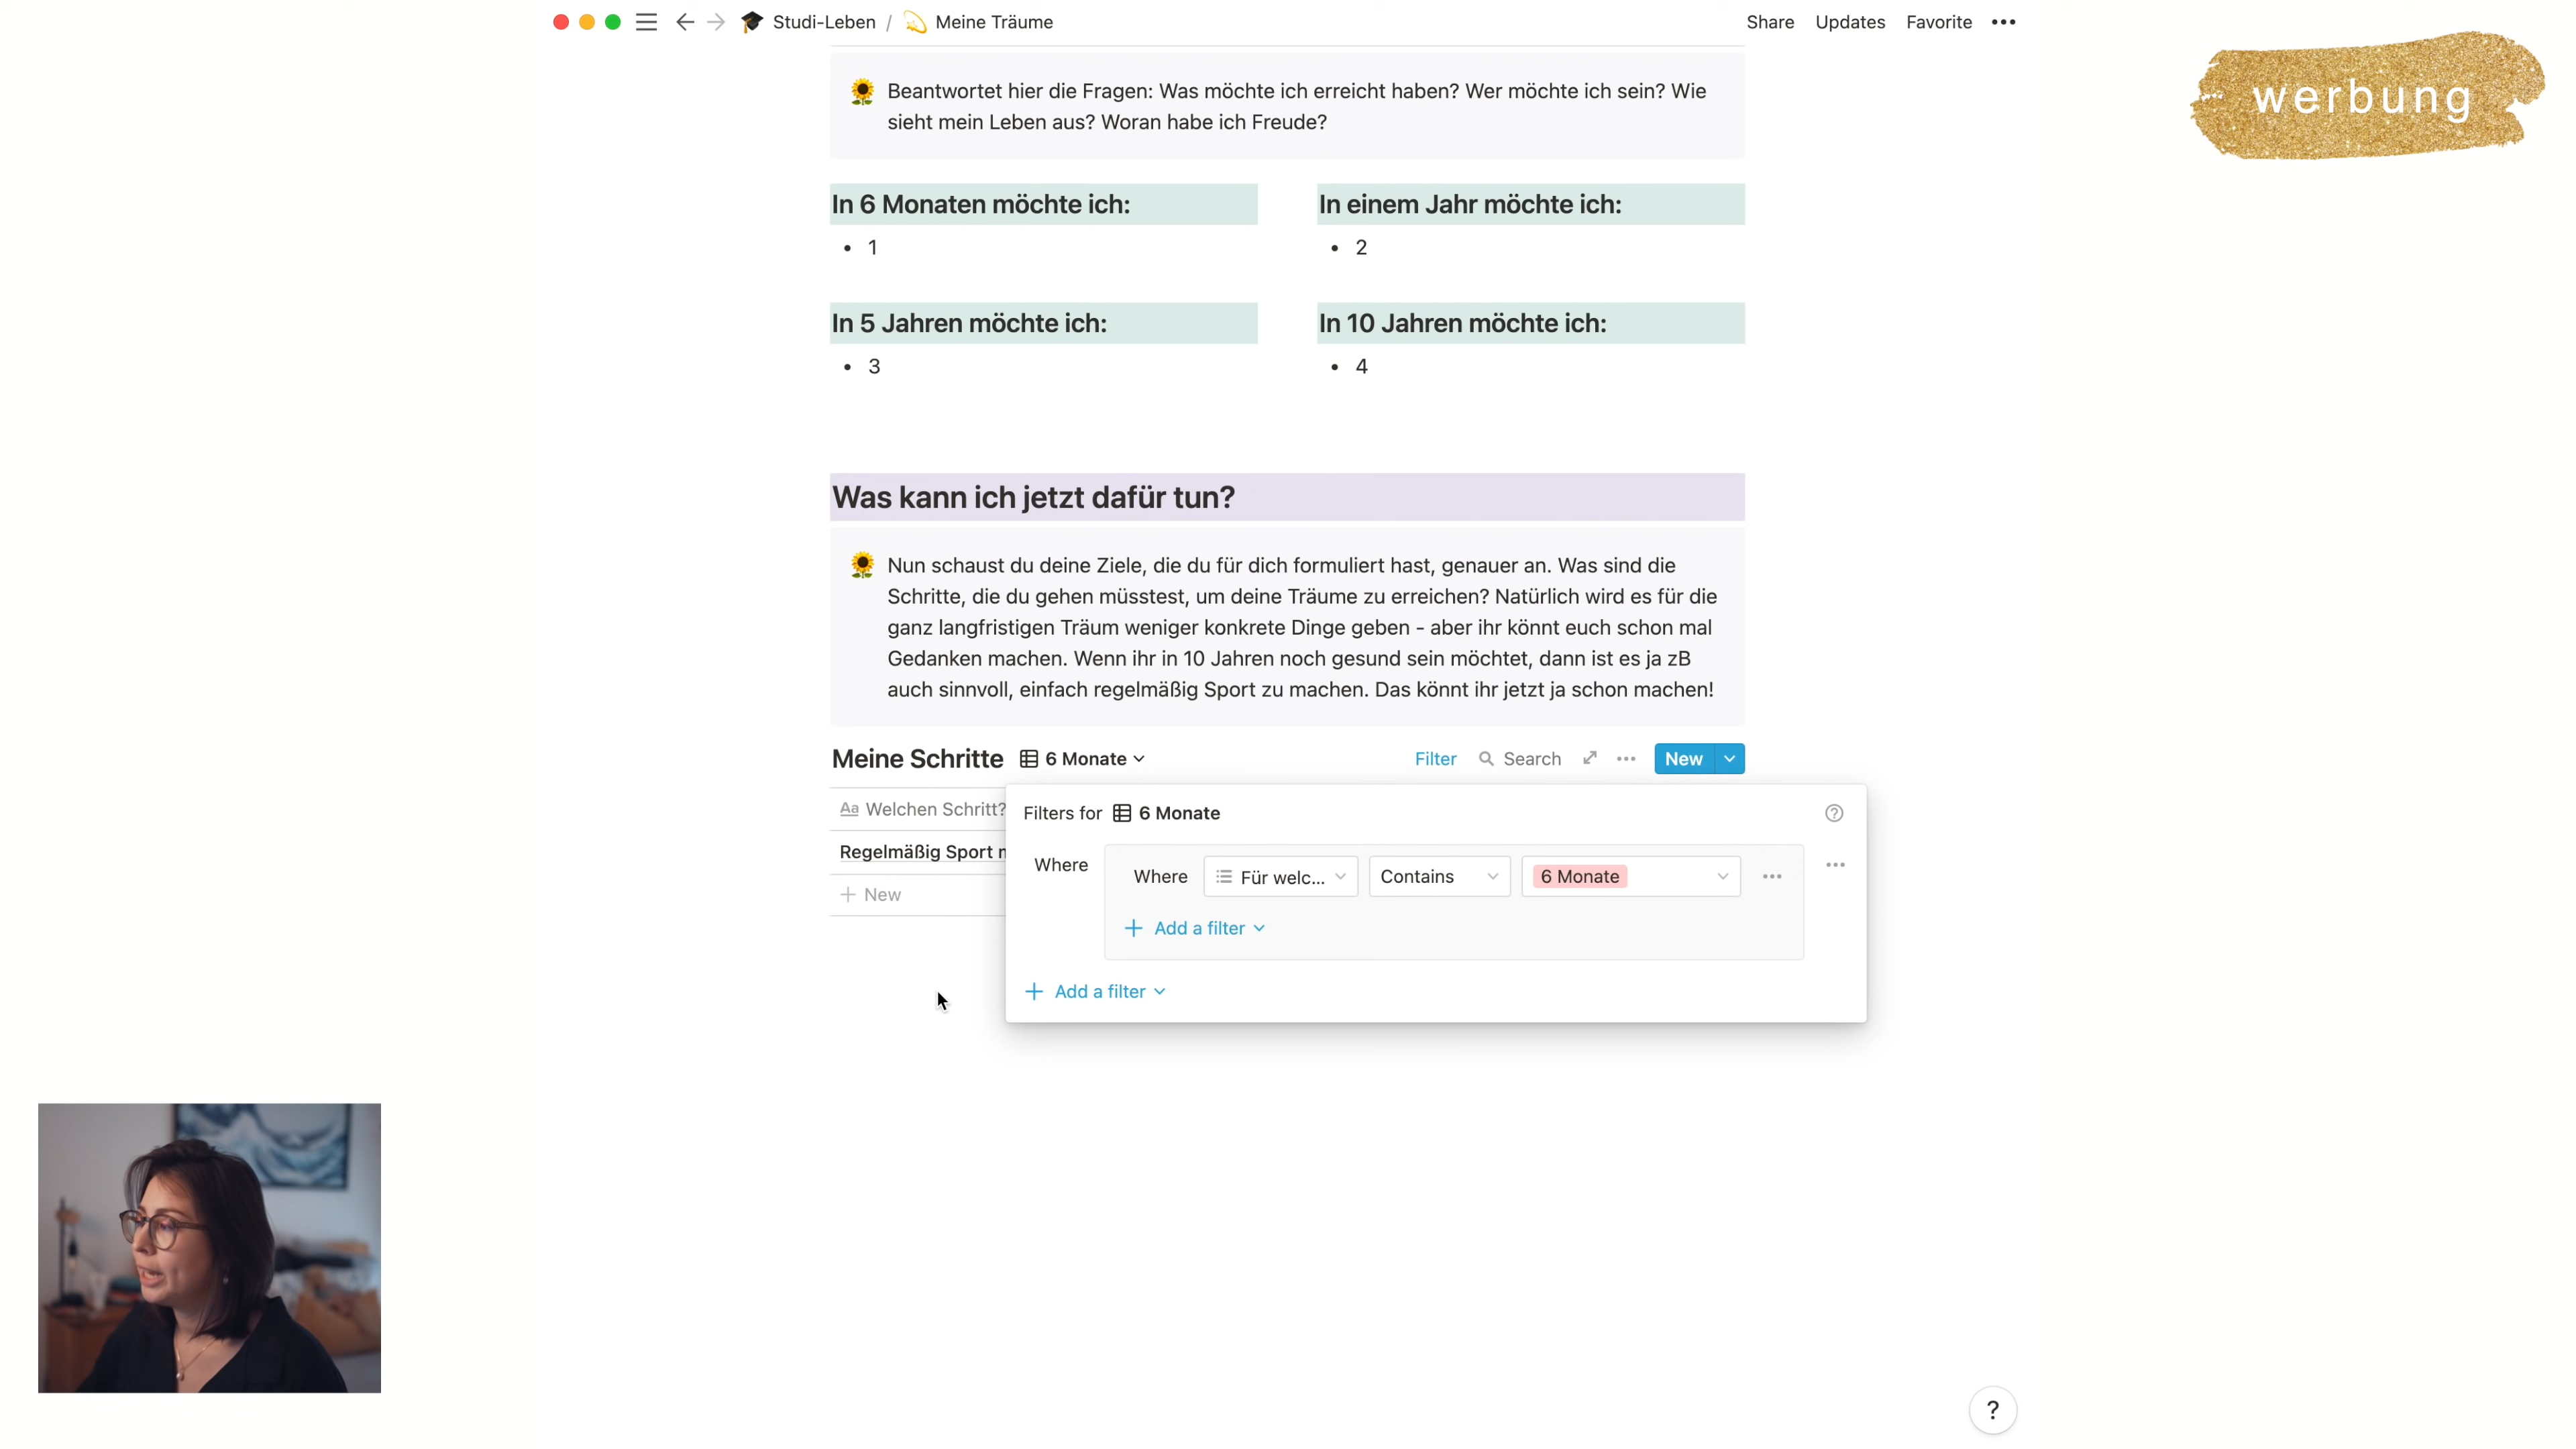 Studi-Leben / Meine Träume
Share Updates Favorite
werbung
Beantwortet hier die Fragen: Was möchte ich erreicht haben? Wer möchte ich sein? Wie
sieht mein Leben aus? Woran habe ich Freude?
In 6 Monaten möchte ich:
• 1
In einem Jahr möchte ich:
• 2
In 5 Jahren möchte ich:
• 3
In 10 Jahren möchte ich:
• 4
Was kann ich jetzt dafür tun?
Nun schaust du deine Ziele, die du für dich formuliert hast, genauer an. Was sind die
Schritte, die du gehen müsstest, um deine Träume zu erreichen? Natürlich wird es für die
ganz langfristigen Träum weniger konkrete Dinge geben - aber ihr könnt euch schon mal
Gedanken machen. Wenn ihr in 10 Jahren noch gesund sein möchtet, dann ist es ja zB
auch sinnvoll, einfach regelmäßig Sport zu machen. Das könnt ihr jetzt ja schon machen!
Meine Schritte 6 Monate Filter Search New
Aa Welchen Schritt?
Regelmäßig Sport
+ New
Filters for 6 Monate ?
Where
Where Für welc... Contains 6 Monate
+ Add a filter
+ Add a filter
?